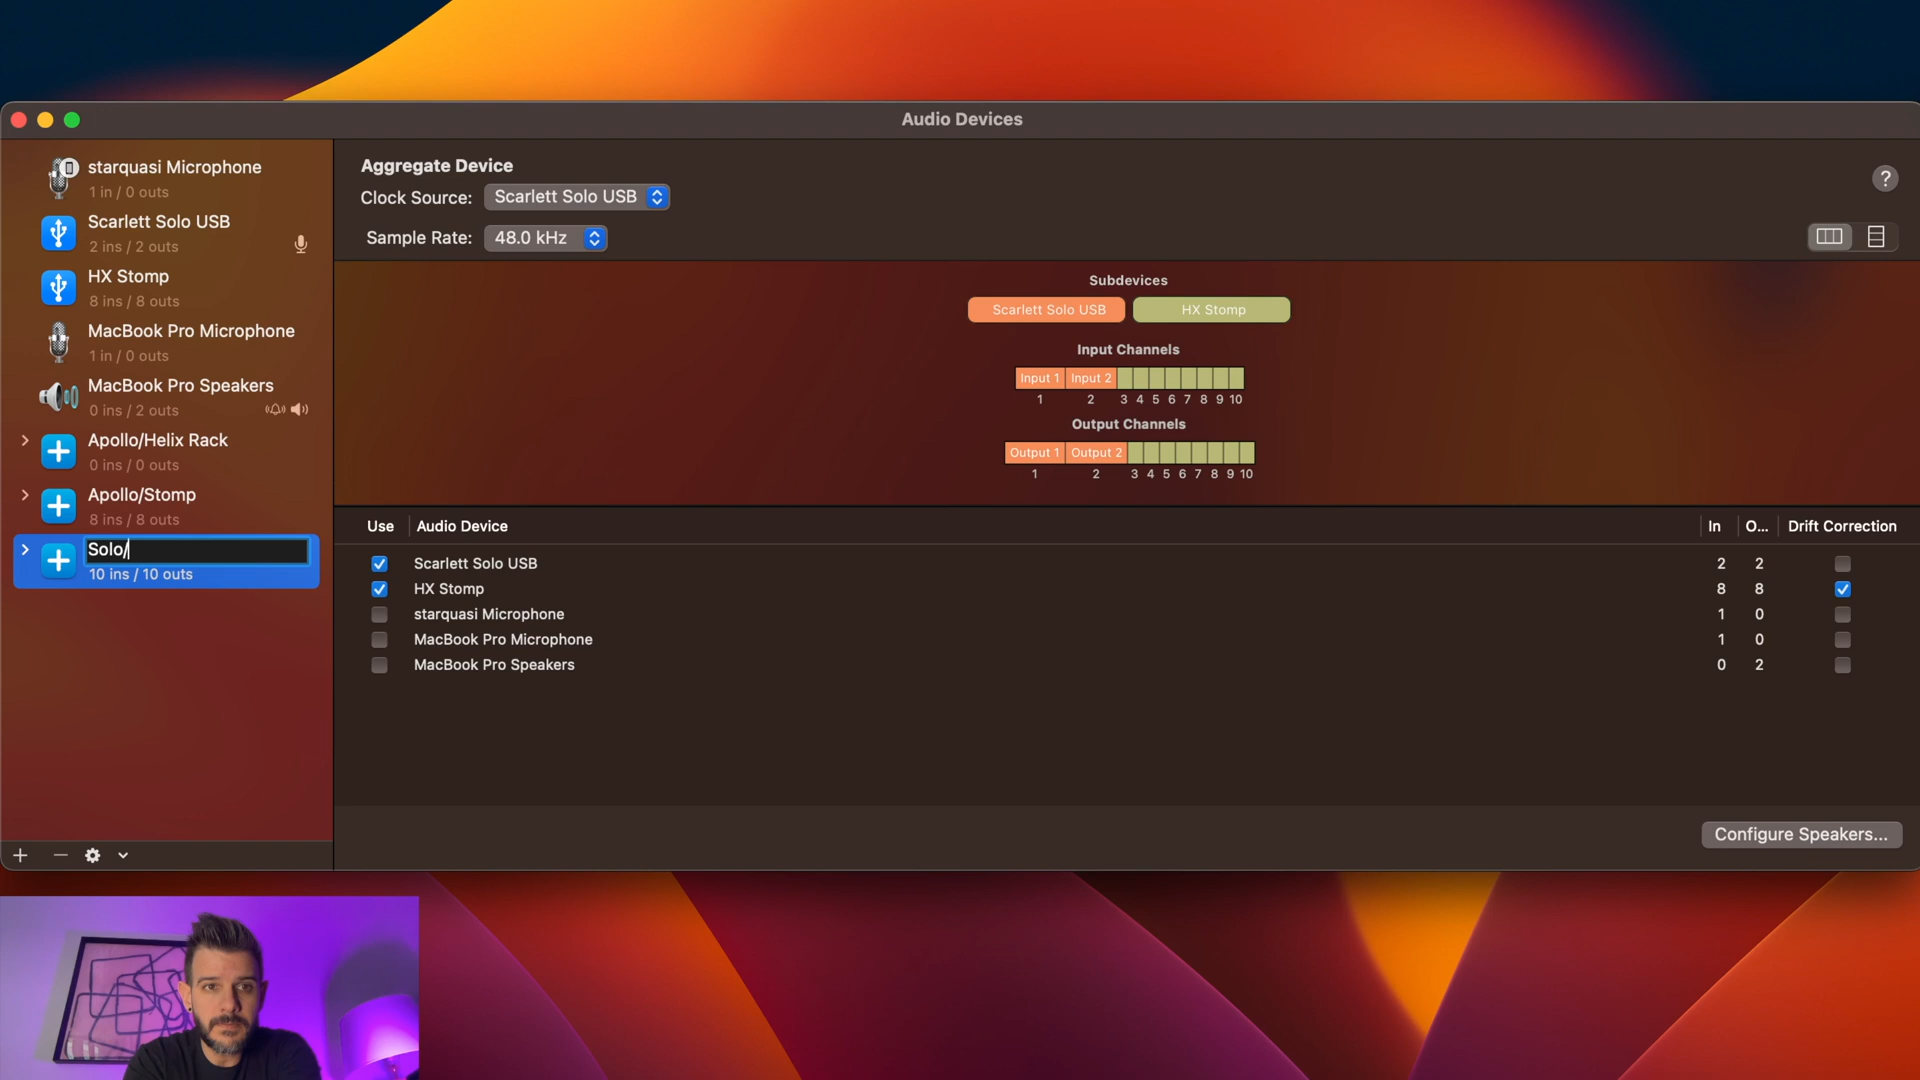 Audio Devices
starquasi Microphone
1 in / 0 outs
Scarlett Solo USB
2 ins / 2 outs
HX Stomp
8 ins / 8 outs
MacBook Pro Microphone
1 in / 0 outs
MacBook Pro Speakers
0 ins / 2 outs
Apollo/Helix Rack
0 ins / 0 outs
Apollo/Stomp
8 ins / 8 outs
Solo/
10 ins / 10 outs
Aggregate Device
Clock Source: Scarlett Solo USB
Sample Rate: 48.0 kHz
?
Subdevices
Scarlett Solo USB HX Stomp
Input Channels
Input 1 Input 2
1 2 3 4 5 6 7 8 9 10
Output Channels
Output 1 Output 2
1 2 3 4 5 6 7 8 9 10
Use Audio Device In O... Drift Correction
Scarlett Solo USB 2 2
HX Stomp 8 8
starquasi Microphone 1 0
MacBook Pro Microphone 1 0
MacBook Pro Speakers 0 2
Configure Speakers...